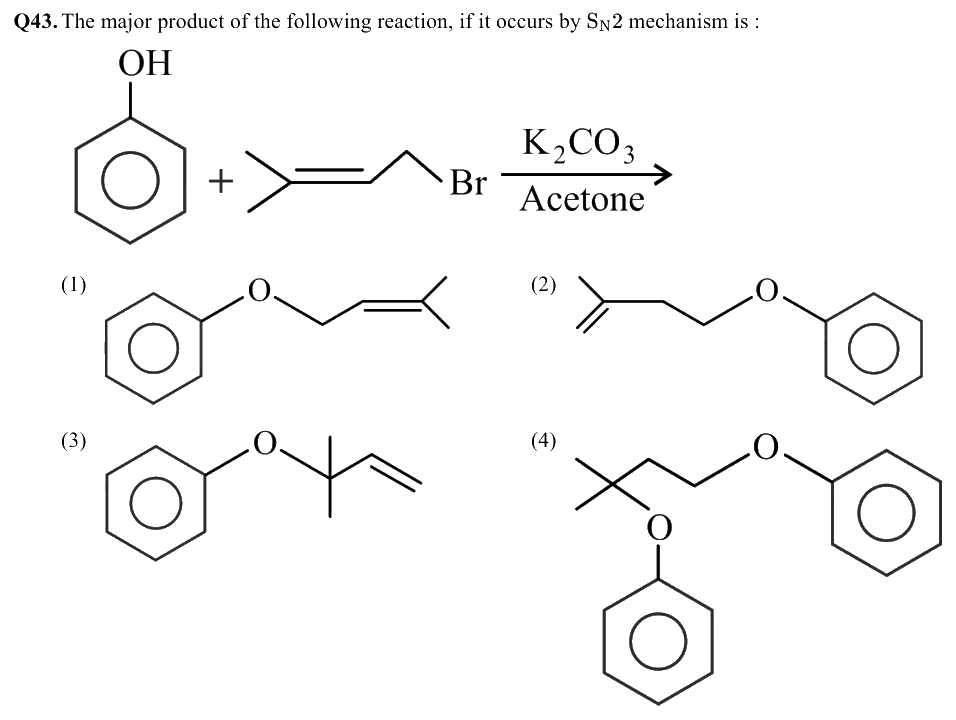 Q43. The major product of the following reaction, if it occurs by S_N2 mechanism is :
OH
+
Br
K₂CO₃
Acetone
(1)
O
(2)
O
(3)
O
(4)
O
O